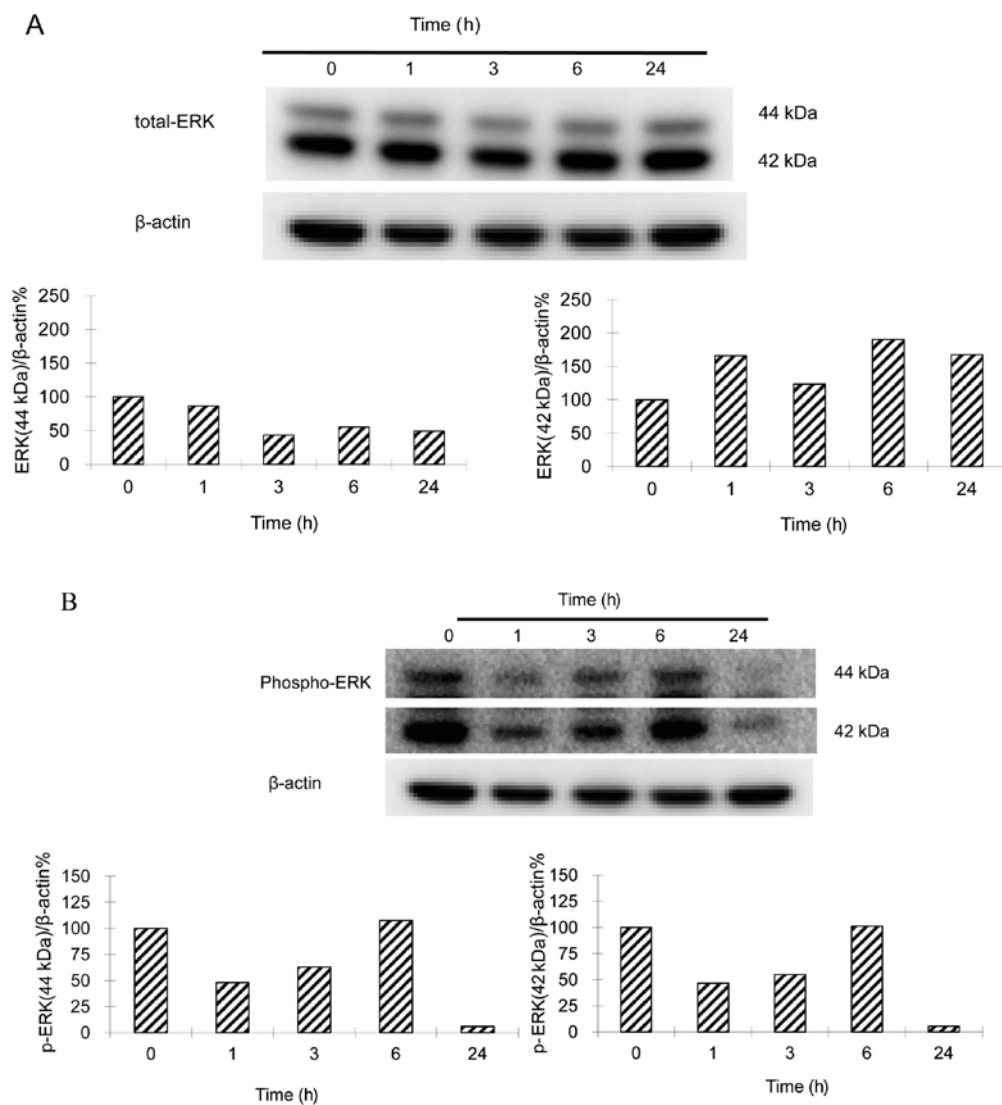 A
Time (h)
0 1 3 6 24
total-ERK
44 kDa
42 kDa
β-actin
ERK(44 kDa)/β-actin%
250
200
150
100
50
0
0 1 3 6 24
Time (h)
ERK(42 kDa)/β-actin%
250
200
150
100
50
0
0 1 3 6 24
Time (h)
B
Time (h)
0 1 3 6 24
Phospho-ERK
44 kDa
42 kDa
β-actin
p-ERK(44 kDa)/β-actin%
150
125
100
75
50
25
0
0 1 3 6 24
Time (h)
p-ERK(42 kDa)/β-actin%
150
125
100
75
50
25
0
0 1 3 6 24
Time (h)